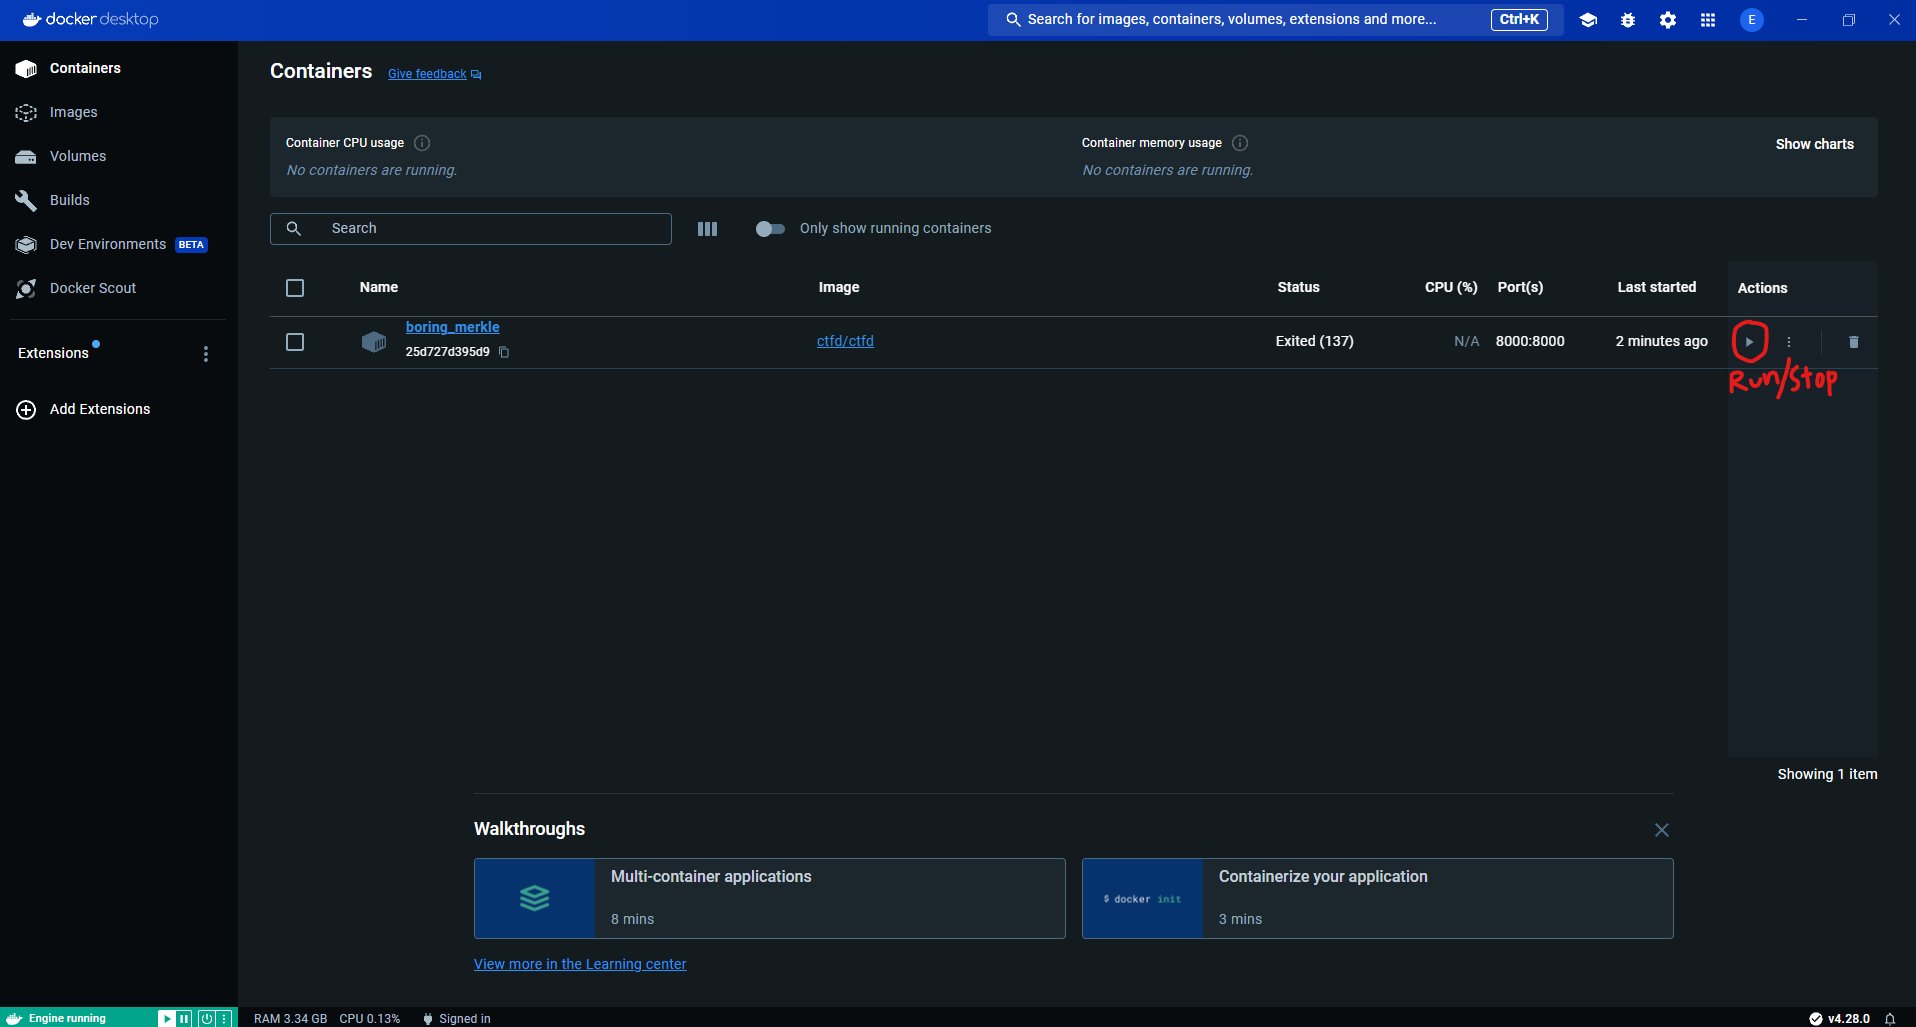 docker desktop
Search for images, containers, volumes, extensions and more...
Ctrl+K
E
Containers
Images
Volumes
Builds
Dev Environments BETA
Docker Scout
Extensions
Add Extensions
Containers Give feedback
Container CPU usage
No containers are running.
Container memory usage
No containers are running.
Show charts
Search
Only show running containers
Name Image Status CPU (%) Port(s) Last started Actions
boring_merkle
25d727d395d9
ctfd/ctfd Exited (137) N/A 8000:8000 2 minutes ago
Run/Stop
Showing 1 item
Walkthroughs
Multi-container applications
8 mins
$ docker init
Containerize your application
3 mins
View more in the Learning center
Engine running
RAM 3.34 GB CPU 0.13% Signed in
v4.28.0